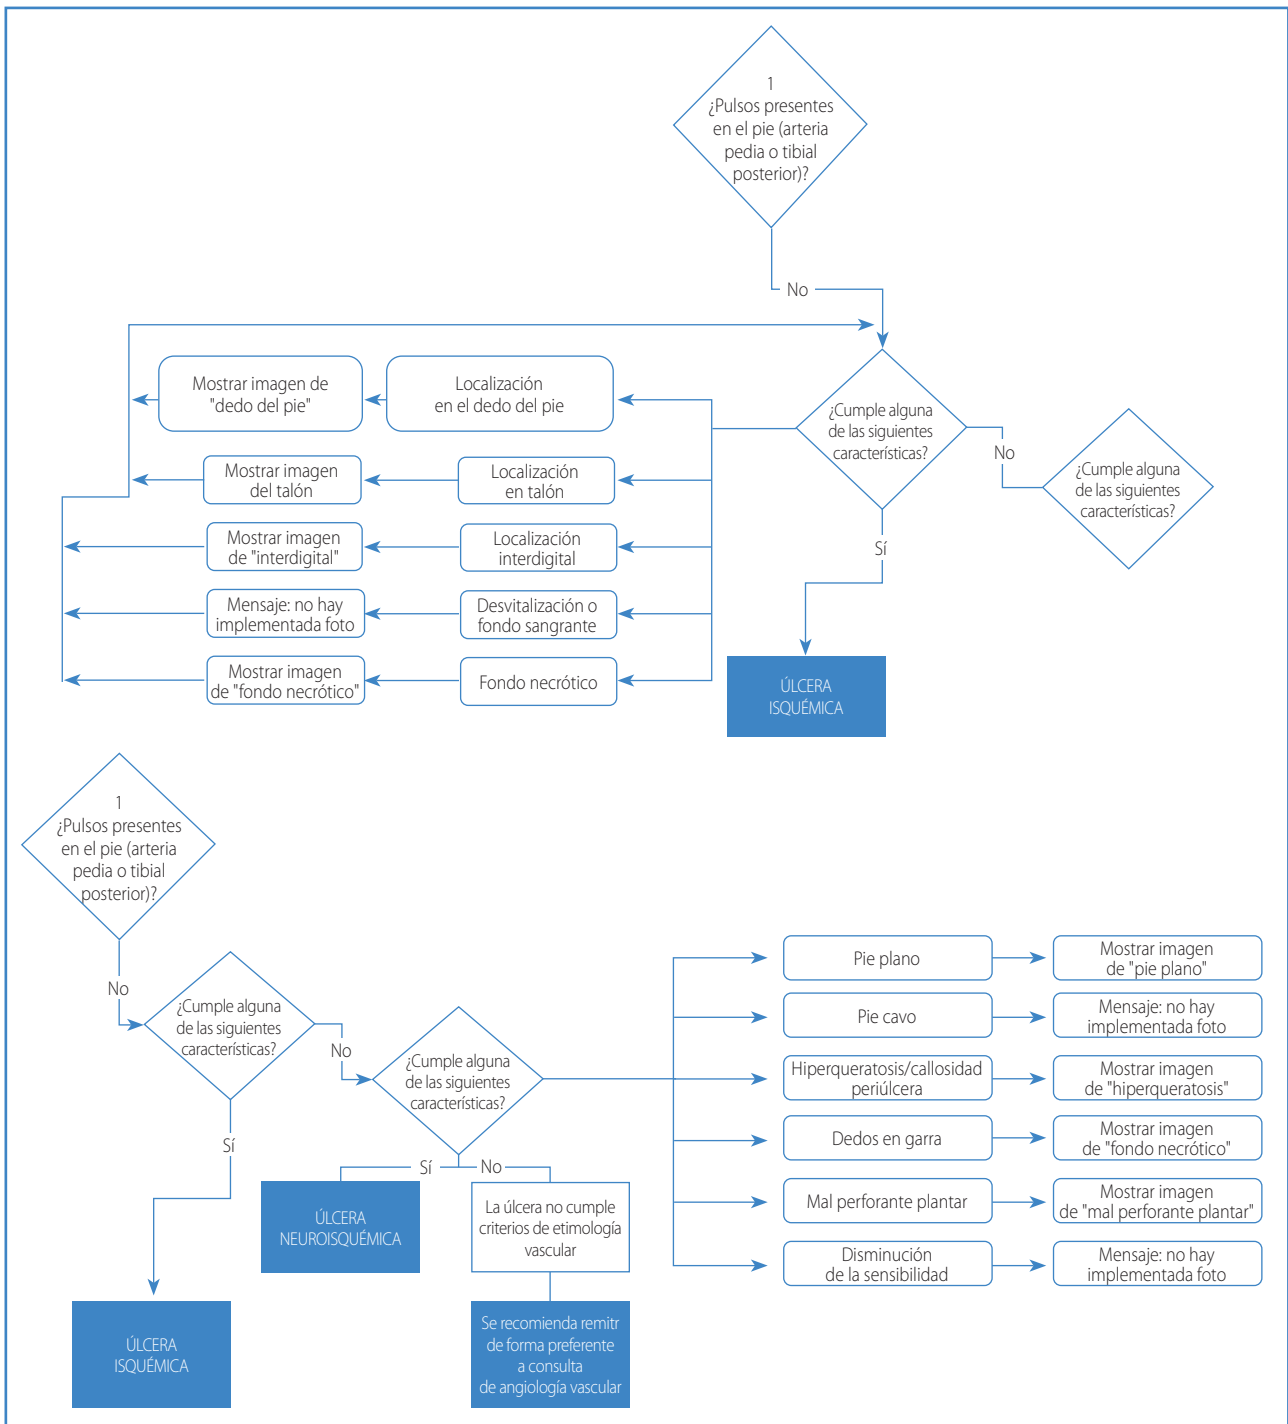 1
¿Pulsos presentes
en el pie (arteria
pedia o tibial
posterior)?
No
¿Cumple alguna
de las siguientes
características?
No
¿Cumple alguna
de las siguientes
características?
Sí
ÚLCERA
ISQUÉMICA
Localización
en el dedo del pie
Mostrar imagen de
"dedo del pie"
Localización
en talón
Mostrar imagen
del talón
Localización
interdigital
Mostrar imagen
de "interdigital"
Desvitalización o
fondo sangrante
Mensaje: no hay
implementada foto
Fondo necrótico
Mostrar imagen
de "fondo necrótico"
1
¿Pulsos presentes
en el pie (arteria
pedia o tibial
posterior)?
No
¿Cumple alguna
de las siguientes
características?
Sí
ÚLCERA
ISQUÉMICA
No
¿Cumple alguna
de las siguientes
características?
Sí
ÚLCERA
NEUROISQUÉMICA
No
La úlcera no cumple
criterios de etimología
vascular
Se recomienda remitr
de forma preferente
a consulta
de angiología vascular
Pie plano
Mostrar imagen
de "pie plano"
Pie cavo
Mensaje: no hay
implementada foto
Hiperqueratosis/callosidad
periúlcera
Mostrar imagen
de "hiperqueratosis"
Dedos en garra
Mostrar imagen
de "fondo necrótico"
Mal perforante plantar
Mostrar imagen
de "mal perforante plantar"
Disminución
de la sensibilidad
Mensaje: no hay
implementada foto